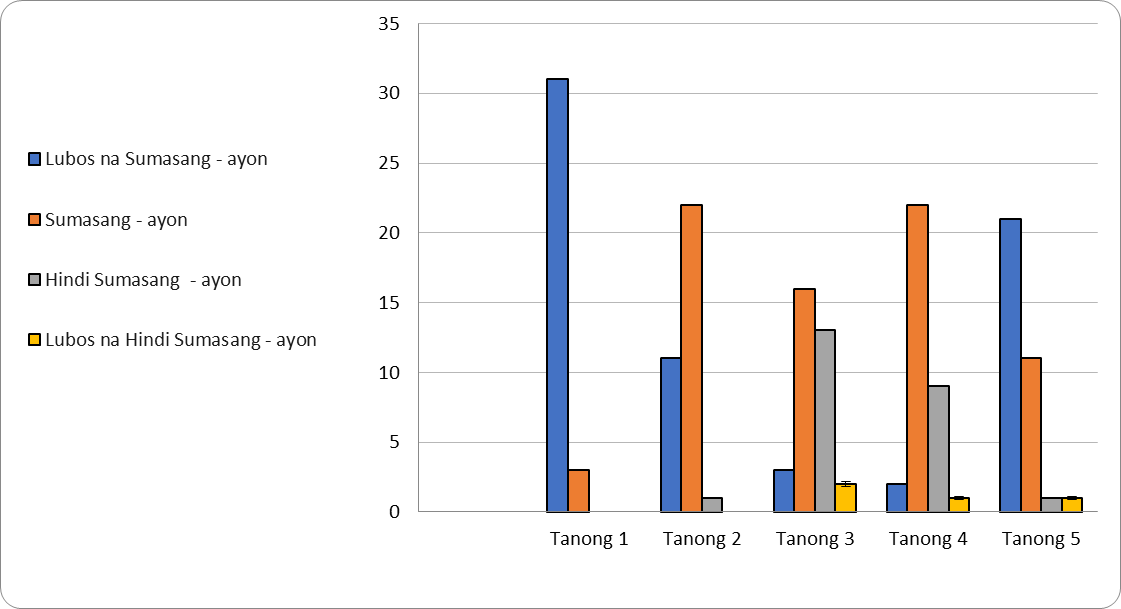 Lubos na Sumasang - ayon
Sumasang - ayon
Hindi Sumasang  - ayon
Lubos na Hindi Sumasang - ayon
35
30
25
20
15
10
5
0
Tanong 1
Tanong 2
Tanong 3
Tanong 4
Tanong 5